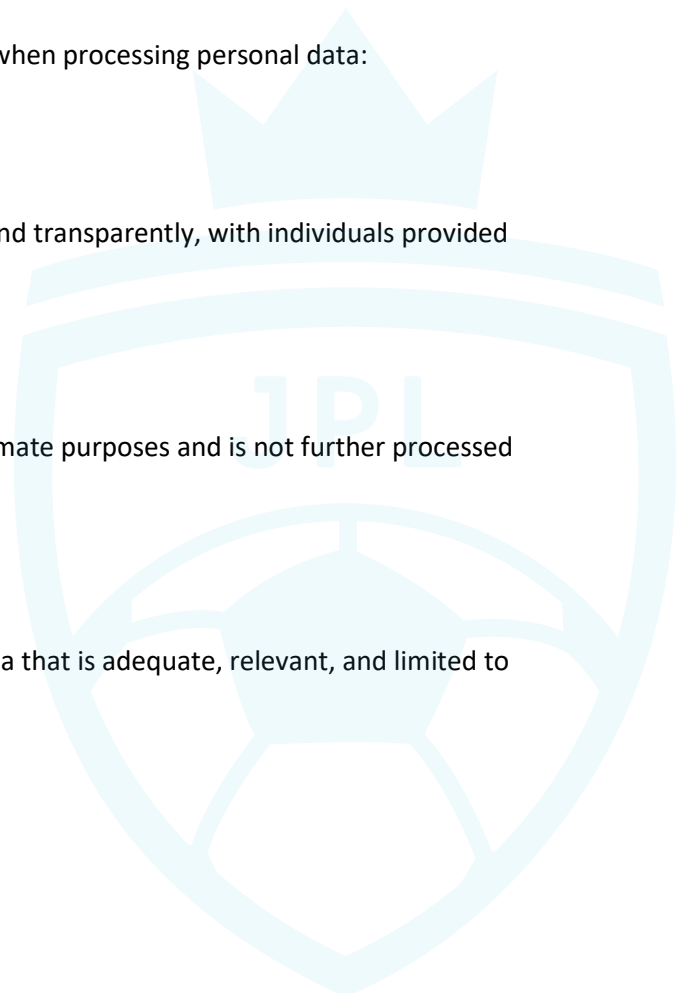 when processing personal data:
nd transparently, with individuals provided
JPL
mate purposes and is not further processed
a that is adequate, relevant, and limited to